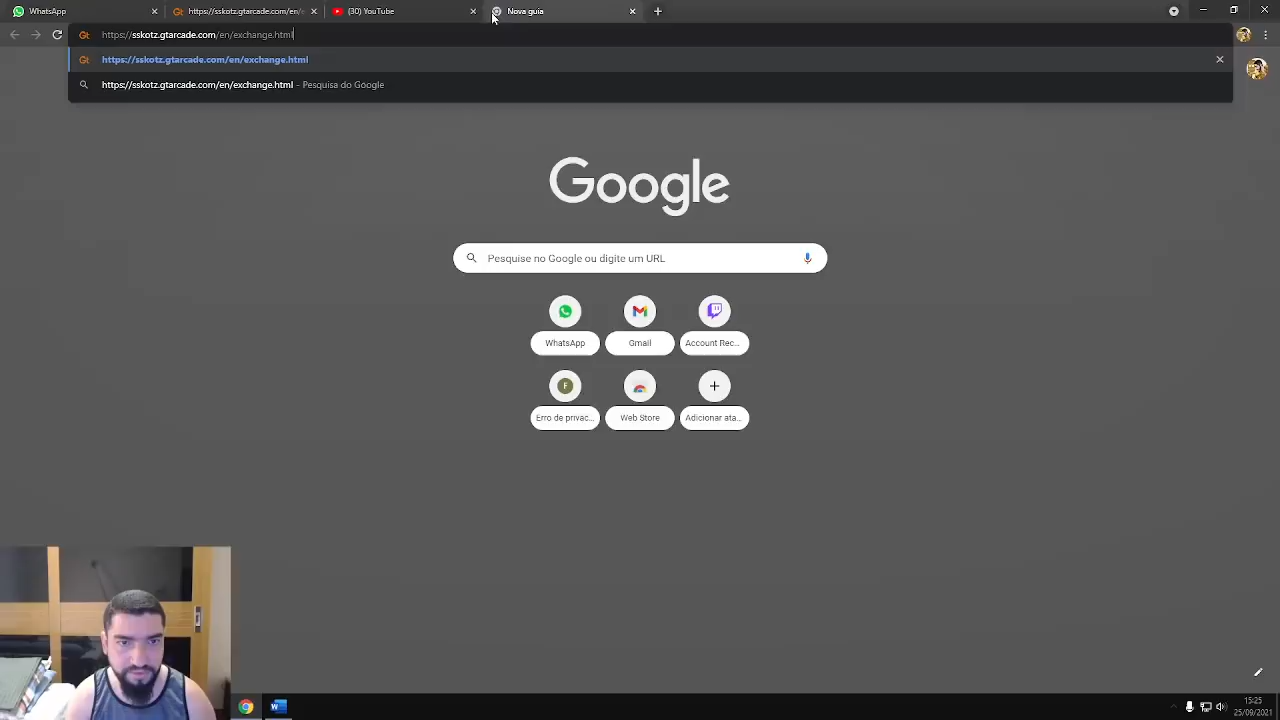 WhatsApp
https://sskotz.gtarcade.com/en/e
(30) YouTube
Nova guia
https://sskotz.gtarcade.com/en/exchange.html
https://sskotz.gtarcade.com/en/exchange.html
https://sskotz.gtarcade.com/en/exchange.html - Pesquisa do Google
Google
Pesquise no Google ou digite um URL
WhatsApp
Gmail
Account Rec...
F
Erro de privac...
Web Store
Adicionar ata...
15:25
25/09/2021